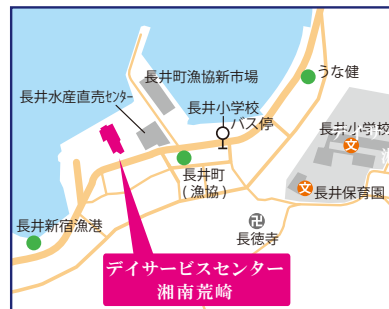 うな健
長井町漁協新市場
長井水産直売センター
長井小学校
バス停
長井小学校
文
長井町
(漁協)
文
長井保育園
卍
長徳寺
長井新宿漁港
デイサービスセンター
湘南荒崎